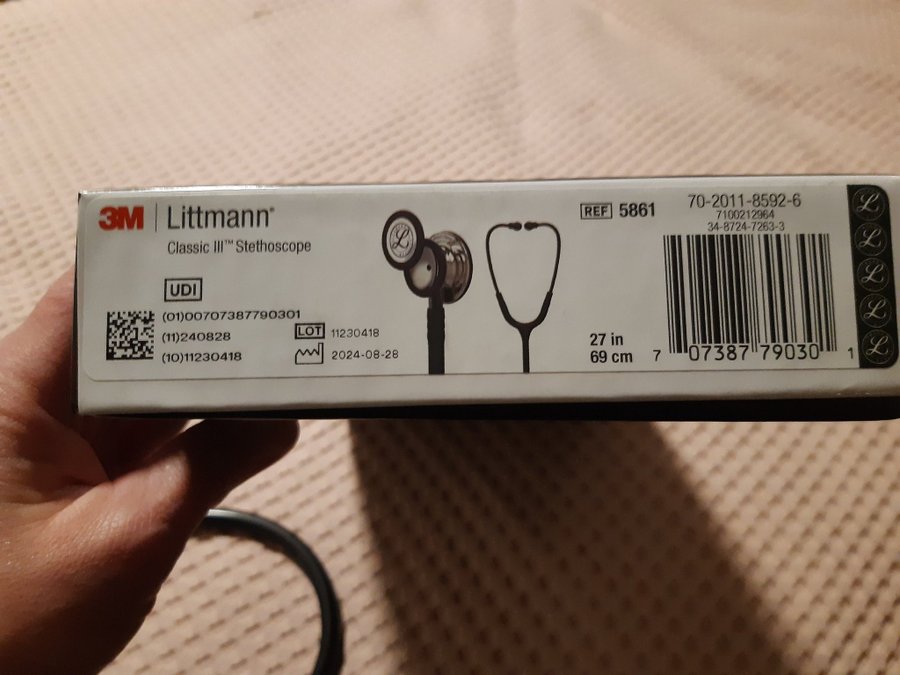 3M | Littmann®
Classic III™ Stethoscope
UDI
(01)00707387790301
(11)240828
(10)11230418
LOT 11230418
2024-08-28
REF 5861
27 in
69 cm
70-2011-8592-6
7100212964
34-8724-7263-3
7 07387 79030 1